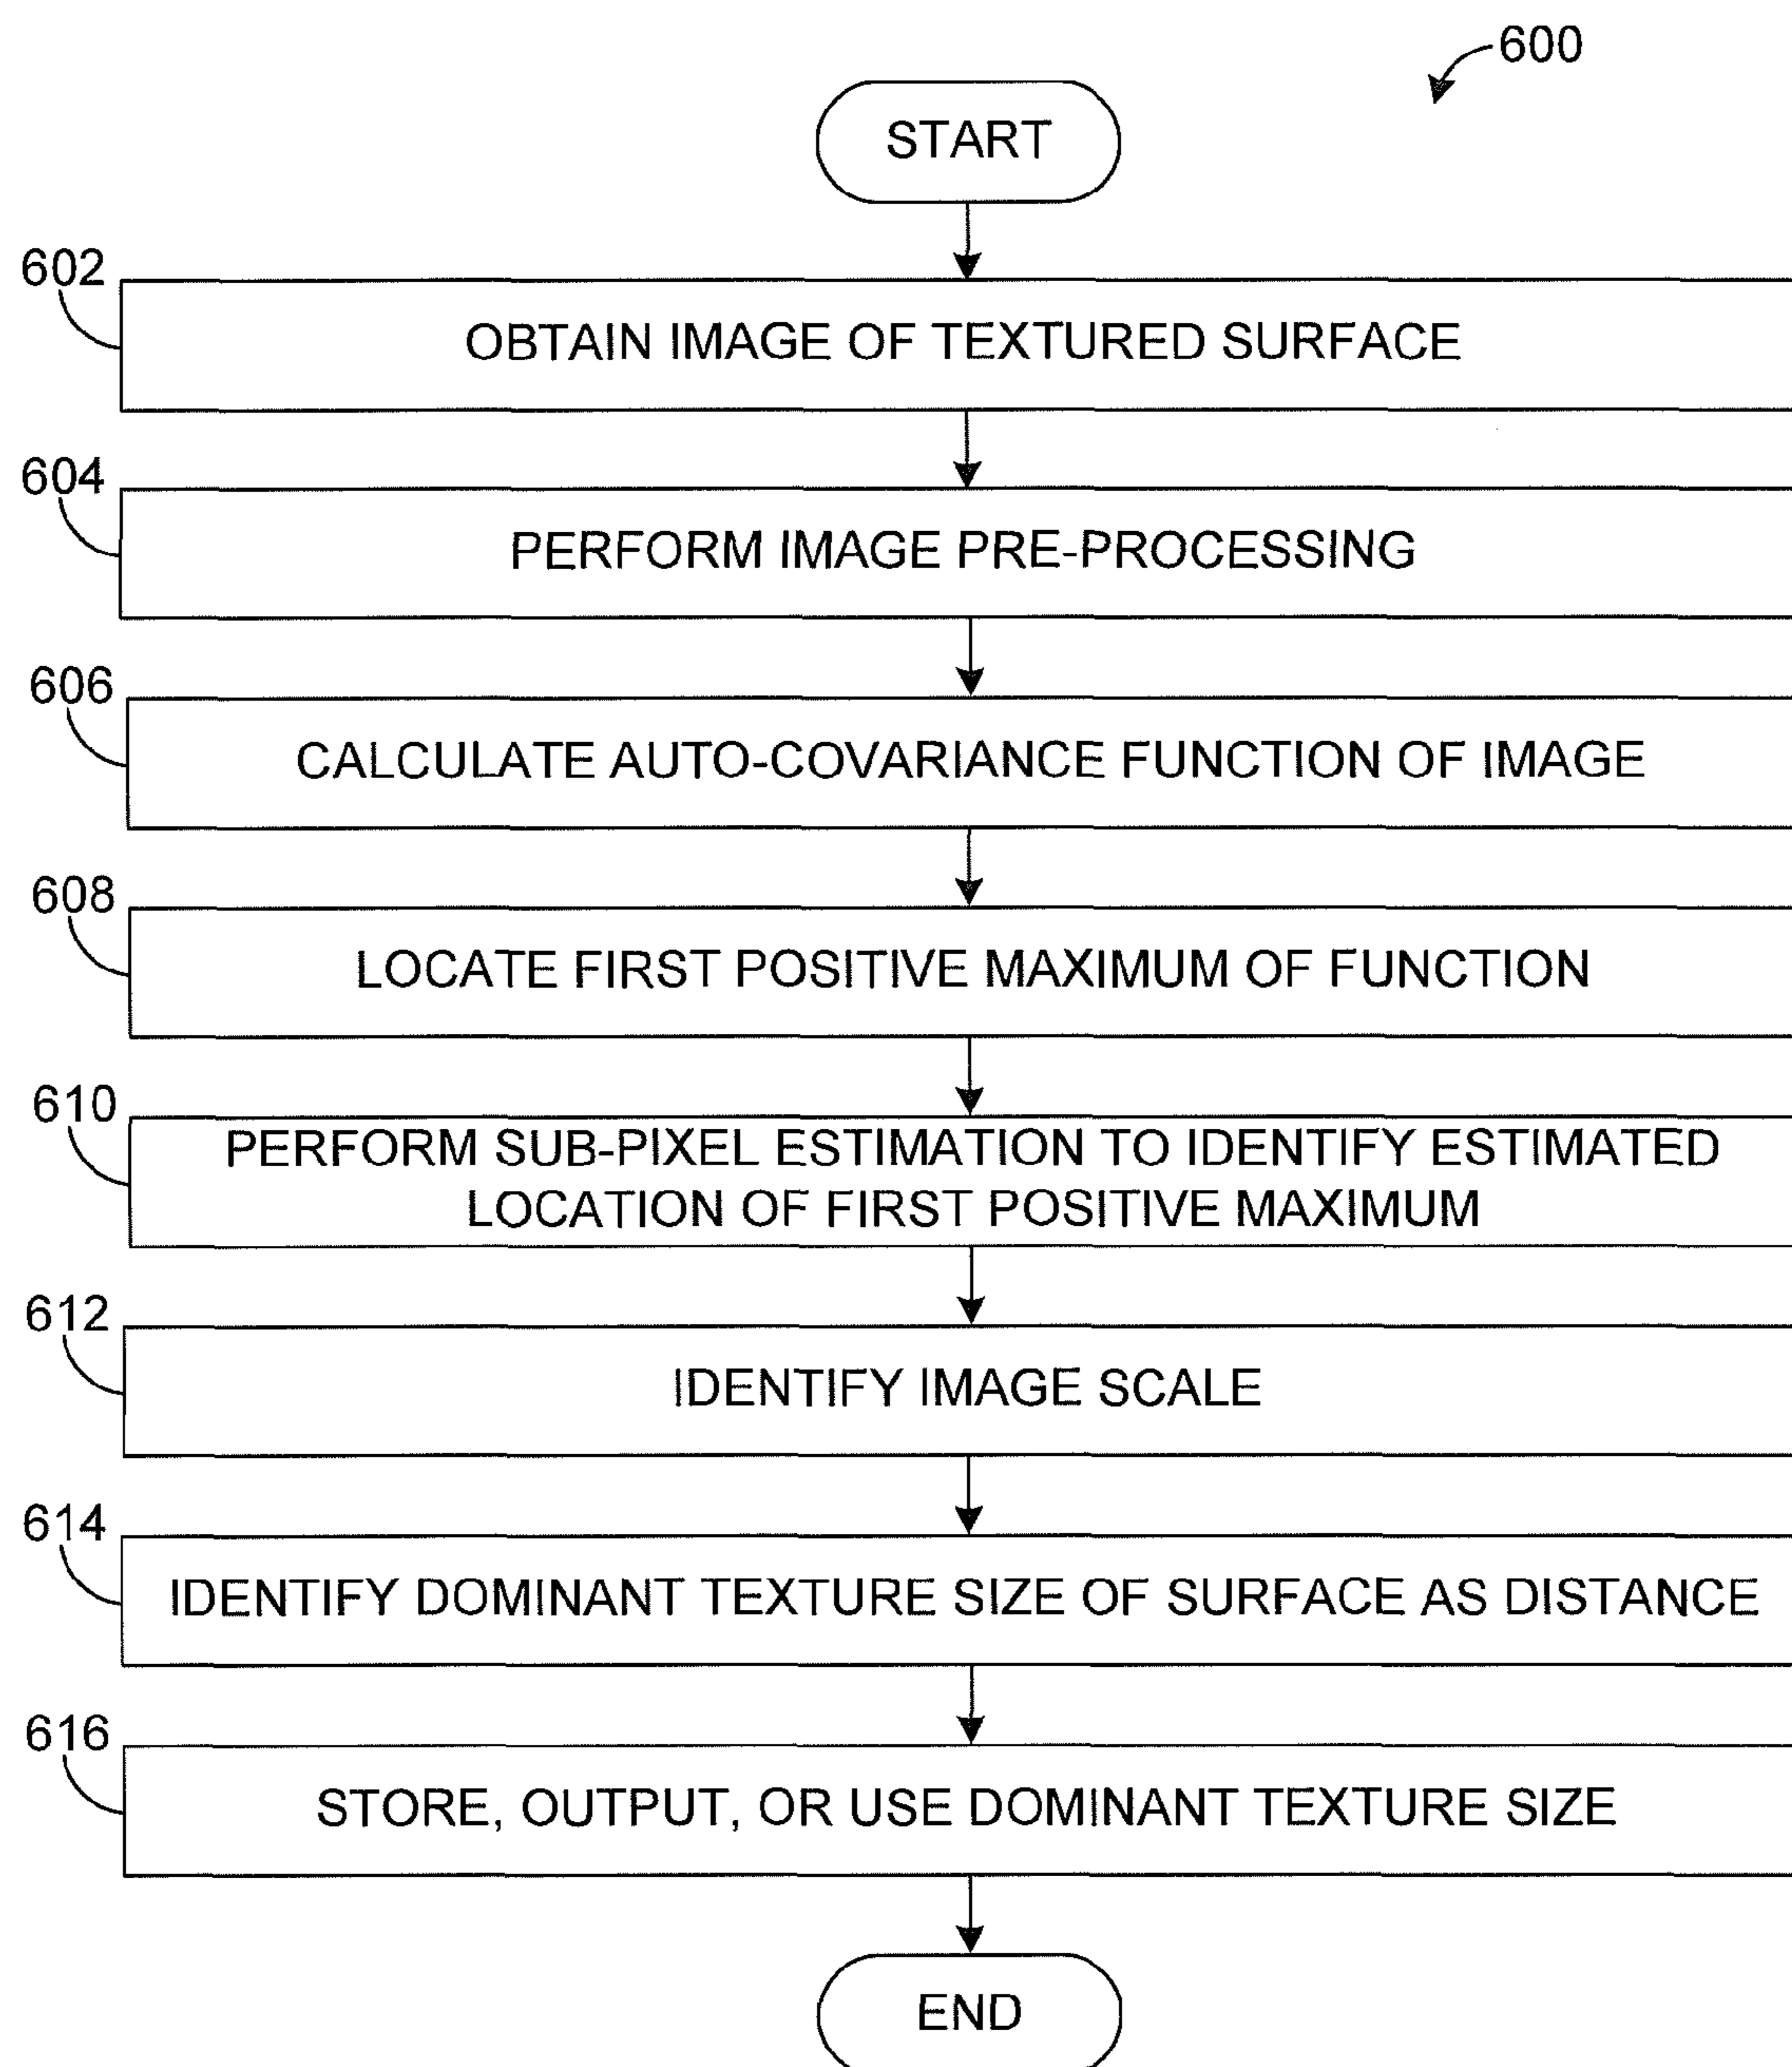 600
START
602
OBTAIN IMAGE OF TEXTURED SURFACE
604
PERFORM IMAGE PRE-PROCESSING
606
CALCULATE AUTO-COVARIANCE FUNCTION OF IMAGE
608
LOCATE FIRST POSITIVE MAXIMUM OF FUNCTION
610
PERFORM SUB-PIXEL ESTIMATION TO IDENTIFY ESTIMATED
LOCATION OF FIRST POSITIVE MAXIMUM
612
IDENTIFY IMAGE SCALE
614
IDENTIFY DOMINANT TEXTURE SIZE OF SURFACE AS DISTANCE
616
STORE, OUTPUT, OR USE DOMINANT TEXTURE SIZE
END